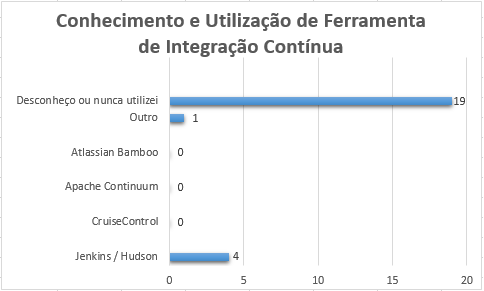 Conhecimento e Utilização de Ferramenta
de Integração Contínua
Desconheço ou nunca utilizei 19
Outro 1
Atlassian Bamboo 0
Apache Continuum 0
CruiseControl 0
Jenkins / Hudson 4
0 5 10 15 20